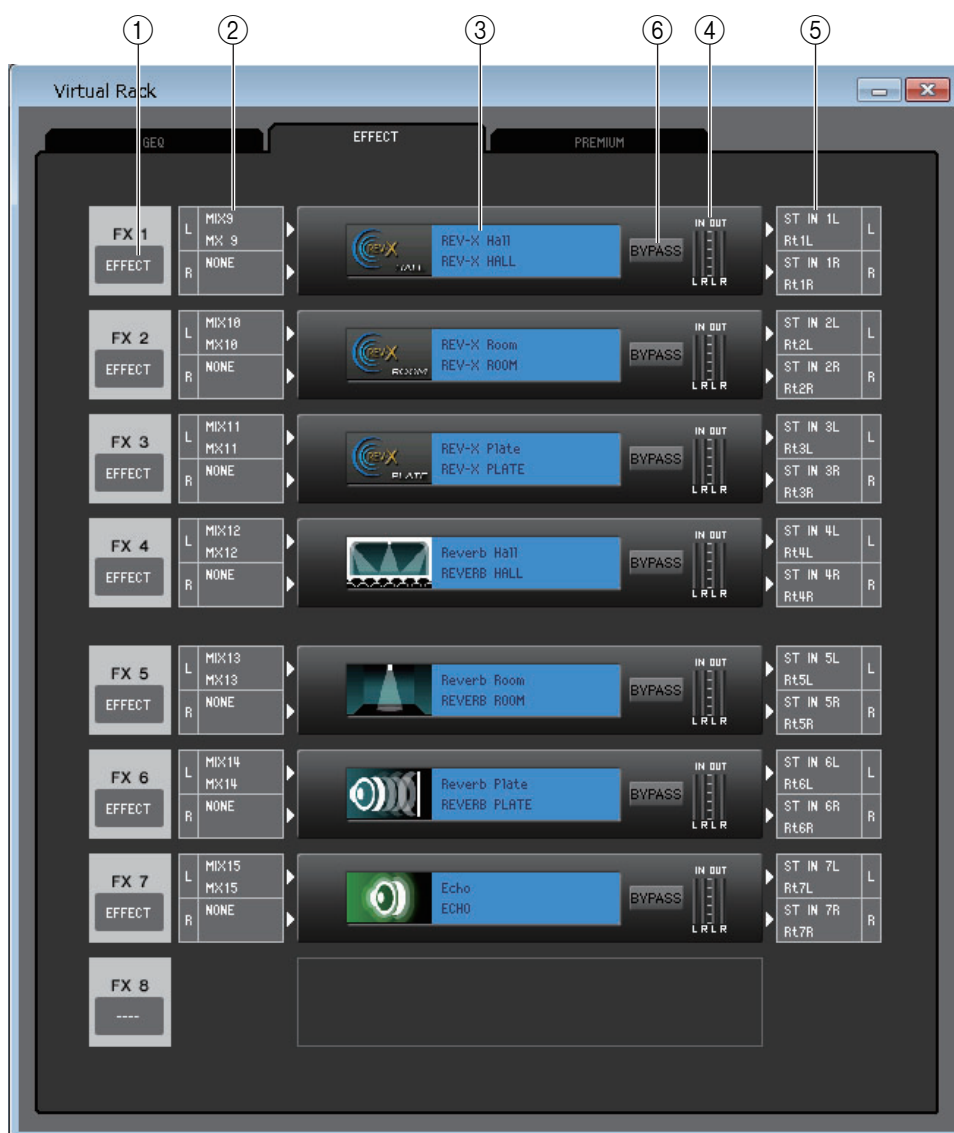 ① ② ③ ⑥ ④ ⑤
Virtual Rack
GEQ EFFECT PREMIUM
FX 1
EFFECT
L MIX9
MX 9
R NONE
REV-X HALL
REV-X Hall
REV-X HALL
BYPASS
IN OUT
L R L R
ST IN 1L L
Rt1L
ST IN 1R R
Rt1R
FX 2
EFFECT
L MIX10
MX10
R NONE
REV-X ROOM
REV-X Room
REV-X ROOM
BYPASS
IN OUT
L R L R
ST IN 2L L
Rt2L
ST IN 2R R
Rt2R
FX 3
EFFECT
L MIX11
MX11
R NONE
REV-X PLATE
REV-X Plate
REV-X PLATE
BYPASS
IN OUT
L R L R
ST IN 3L L
Rt3L
ST IN 3R R
Rt3R
FX 4
EFFECT
L MIX12
MX12
R NONE
Reverb Hall
REVERB HALL
BYPASS
IN OUT
L R L R
ST IN 4L L
Rt4L
ST IN 4R R
Rt4R
FX 5
EFFECT
L MIX13
MX13
R NONE
Reverb Room
REVERB ROOM
BYPASS
IN OUT
L R L R
ST IN 5L L
Rt5L
ST IN 5R R
Rt5R
FX 6
EFFECT
L MIX14
MX14
R NONE
Reverb Plate
REVERB PLATE
BYPASS
IN OUT
L R L R
ST IN 6L L
Rt6L
ST IN 6R R
Rt6R
FX 7
EFFECT
L MIX15
MX15
R NONE
Echo
ECHO
BYPASS
IN OUT
L R L R
ST IN 7L L
Rt7L
ST IN 7R R
Rt7R
FX 8
----